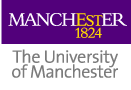 MANCHESTER
1824
The University
of Manchester